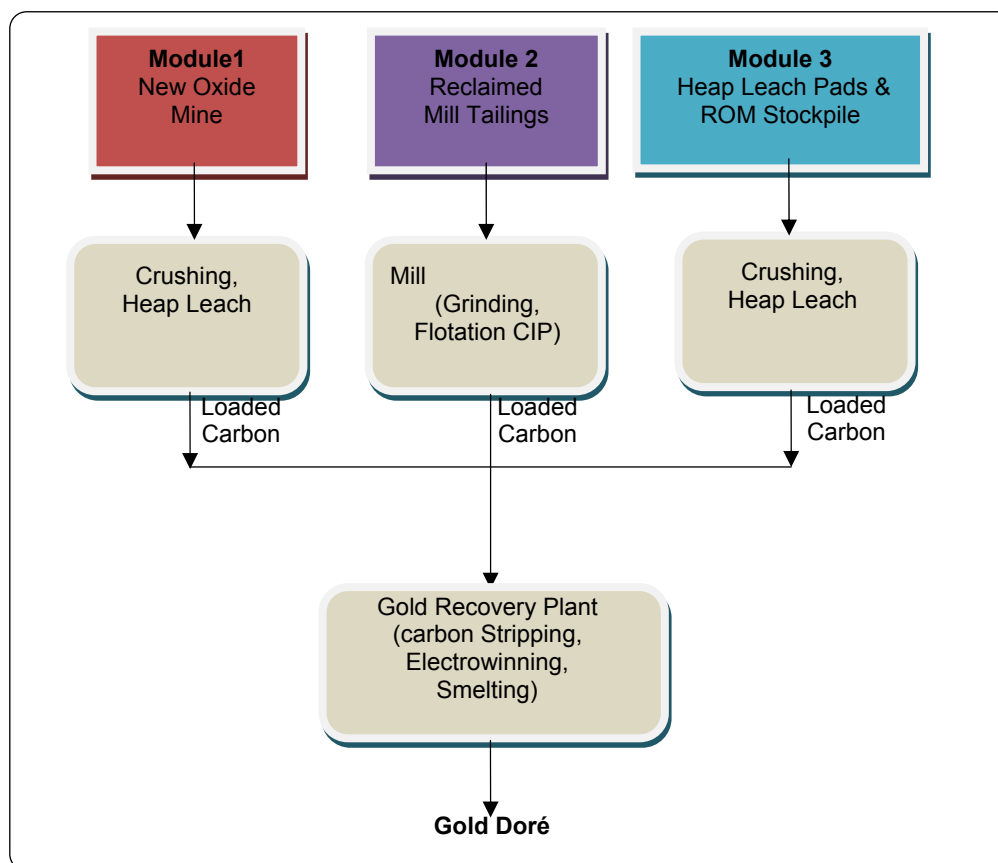 Module1
New Oxide
Mine
Module 2
Reclaimed
Mill Tailings
Module 3
Heap Leach Pads &
ROM Stockpile
Crushing,
Heap Leach
Mill
(Grinding,
Flotation CIP)
Crushing,
Heap Leach
Loaded
Carbon
Loaded
Carbon
Loaded
Carbon
Gold Recovery Plant
(carbon Stripping,
Electrowinning,
Smelting)
Gold Doré